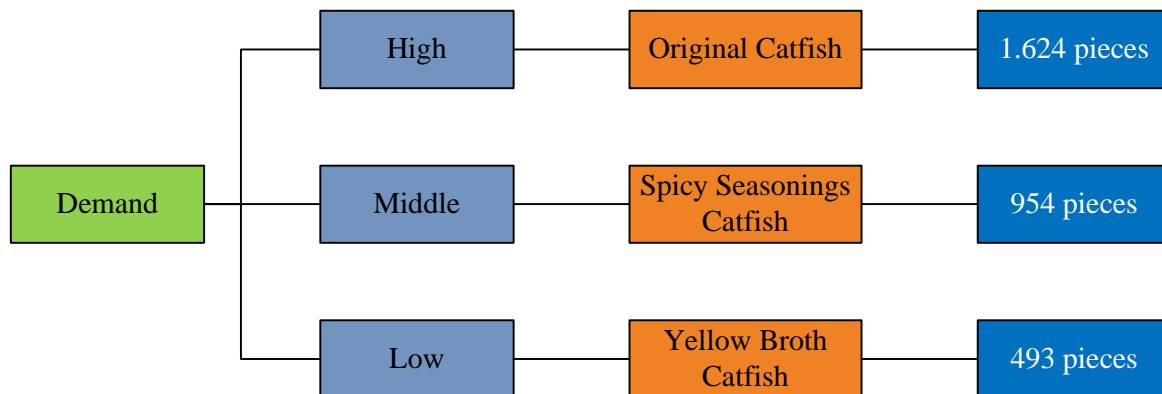 High
Original Catfish
1.624 pieces
Demand
Middle
Spicy Seasonings
Catfish
954 pieces
Low
Yellow Broth
Catfish
493 pieces